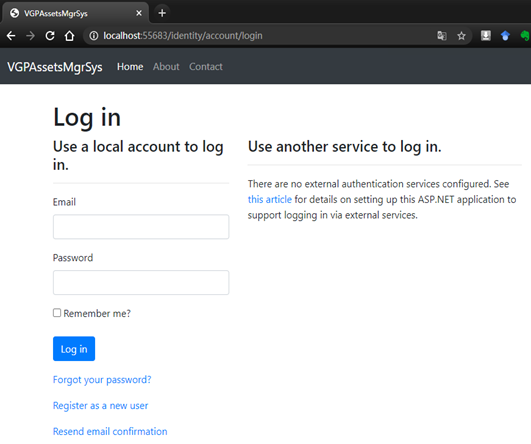 VGPAssetsMgrSys
localhost:55683/identity/account/login
VGPAssetsMgrSys Home About Contact
Log in
Use a local account to log
in.
Email
Password
Remember me?
Log in
Forgot your password?
Register as a new user
Resend email confirmation
Use another service to log in.
There are no external authentication services configured. See
this article for details on setting up this ASP.NET application to
support logging in via external services.